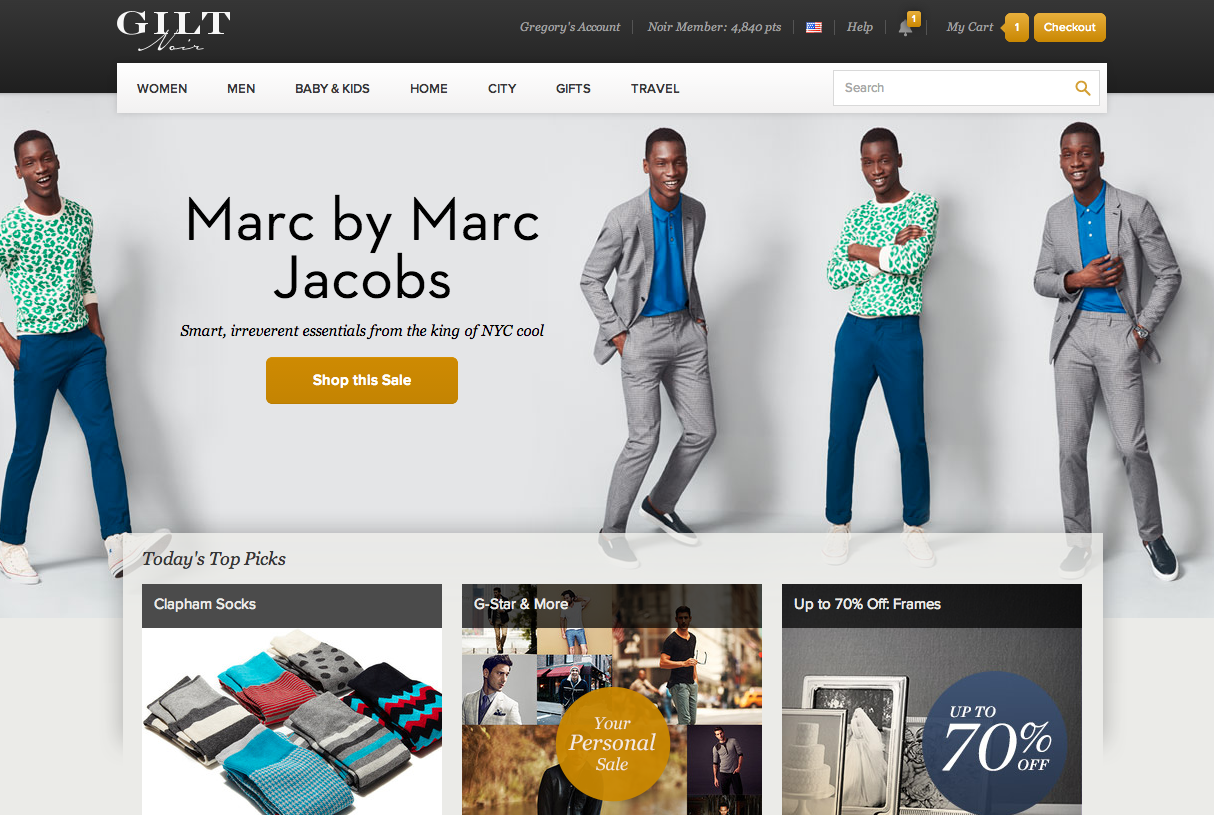 GILT
Noir
Gregory's Account
Noir Member: 4,840 pts
Help
1
My Cart
1
Checkout
WOMEN
MEN
BABY & KIDS
HOME
CITY
GIFTS
TRAVEL
Search
Marc by Marc
Jacobs
Smart, irreverent essentials from the king of NYC cool
Shop this Sale
Today's Top Picks
Clapham Socks
G-Star & More
Your
Personal
Sale
Up to 70% Off: Frames
UP TO
70%
OFF